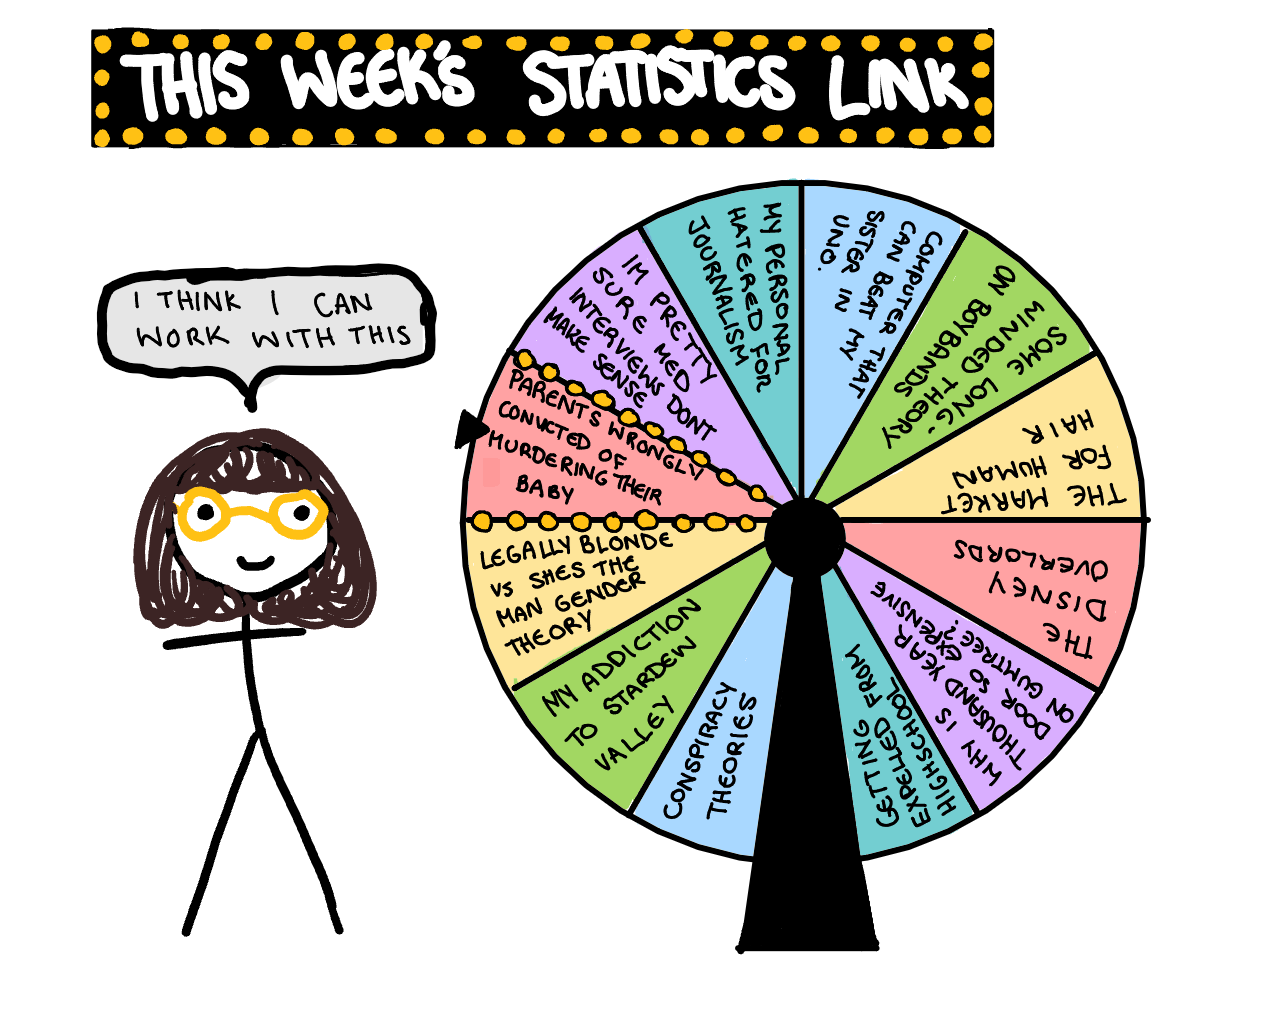 THIS WEEK'S STATISTICS LINK
I THINK I CAN
WORK WITH THIS
MY PERSONAL
HATERED FOR
JOURNALISM
COMPUTER THAT
CAN BEAT MY
SISTER IN
UNO.
SOME LONG-
WINDED THEORY
ON BOYBANDS
THE MARKET
FOR HUMAN
HAIR
THE
DISNEY
OVERLORDS
WHY IS
THOUSAND YEAR
DOOR SO EXPENSIVE
ON GUMTREE?
GETTING FROM
EXPELLED
HIGHSCHOOL
CONSPIRACY
THEORIES
MY ADDICTION
TO STARDEW
VALLEY
LEGALLY BLONDE
VS SHES THE
MAN GENDER
THEORY
PARENTS WRONGLY
CONVICTED OF
MURDERING THEIR
BABY
IM PRETTY
SURE MED
INTERVIEWS DONT
MAKE SENSE